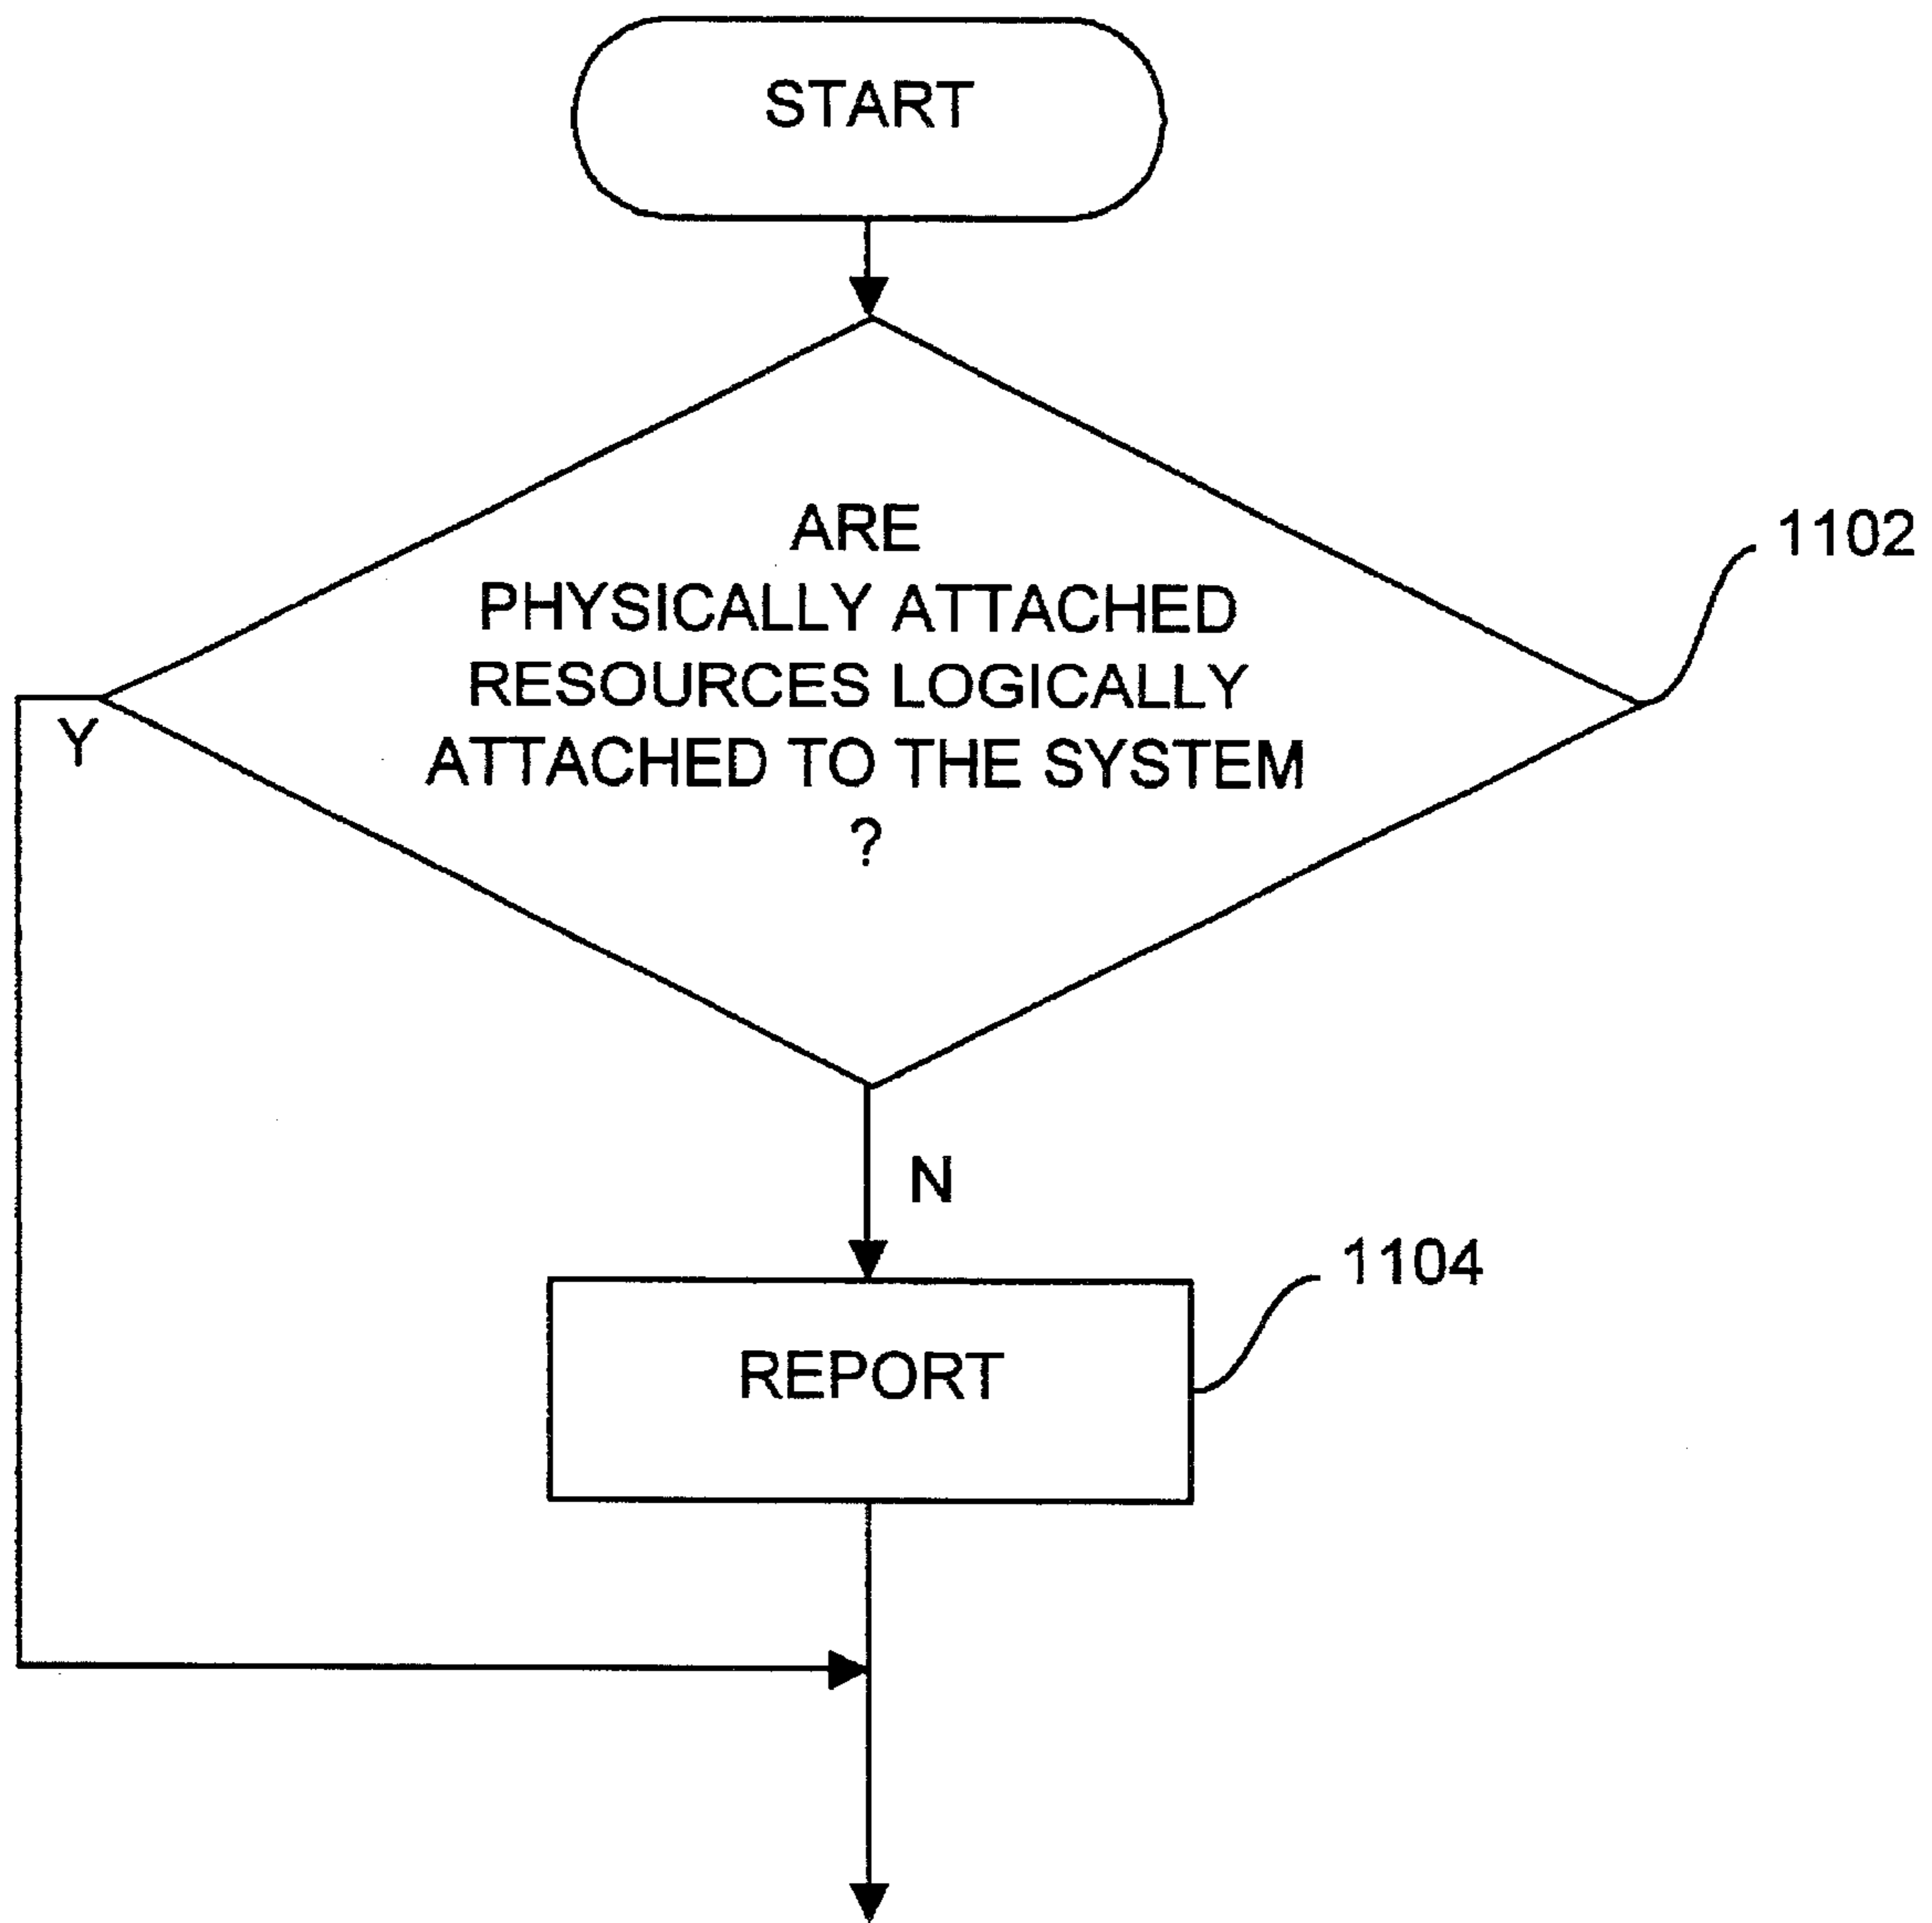 START
ARE
PHYSICALLY ATTACHED
RESOURCES LOGICALLY
ATTACHED TO THE SYSTEM
?
1102
Y
N
1104
REPORT